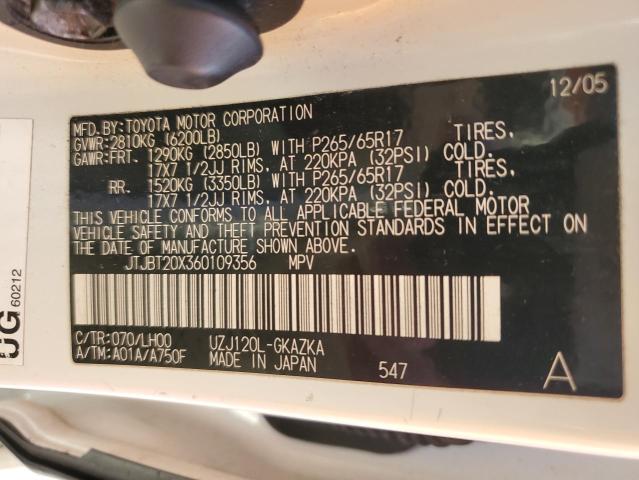 12/05
MFD.BY:TOYOTA MOTOR CORPORATION
GVWR:2810KG (6200LB)
GAWR:FRT. 1290KG (2850LB) WITH P265/65R17 TIRES,
17X7 1/2JJ RIMS, AT 220KPA (32PSI) COLD.
RR. 1520KG (3350LB) WITH P265/65R17 TIRES,
17X7 1/2JJ RIMS, AT 220KPA (32PSI) COLD.
THIS VEHICLE CONFORMS TO ALL APPLICABLE FEDERAL MOTOR
VEHICLE SAFETY AND THEFT PREVENTION STANDARDS IN EFFECT ON
THE DATE OF MANUFACTURE SHOWN ABOVE.
JTJBT20X360109356 MPV
C/TR:070/LH00 UZJ120L-GKAZKA
A/TM:A01A/A750F MADE IN JAPAN 547 A
60212